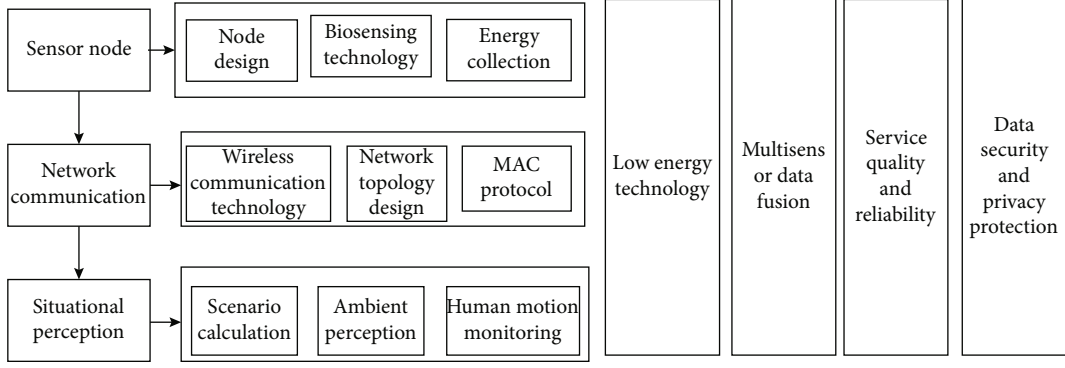 Sensor node
Node
design
Biosensing
technology
Energy
collection
Network
communication
Wireless
communication
technology
Network
topology
design
MAC
protocol
Situational
perception
Scenario
calculation
Ambient
perception
Human motion
monitoring
Low energy
technology
Multisens
or data
fusion
Service
quality
and
reliability
Data
security
and
privacy
protection